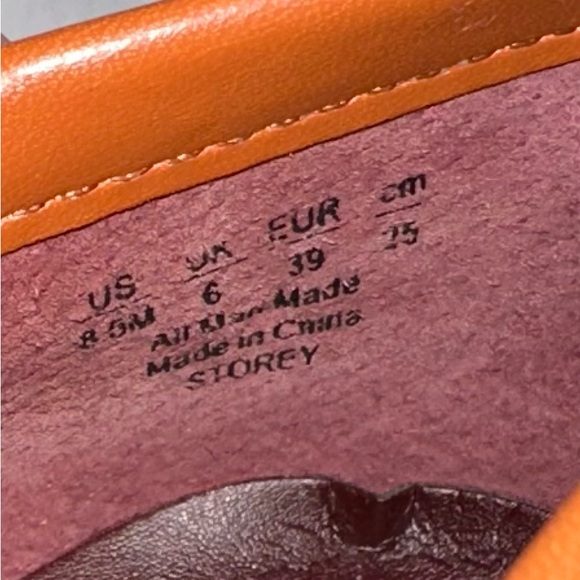 US UK EUR cm
8.5M 6 39 25
All Man Made
Made in China
STOREY